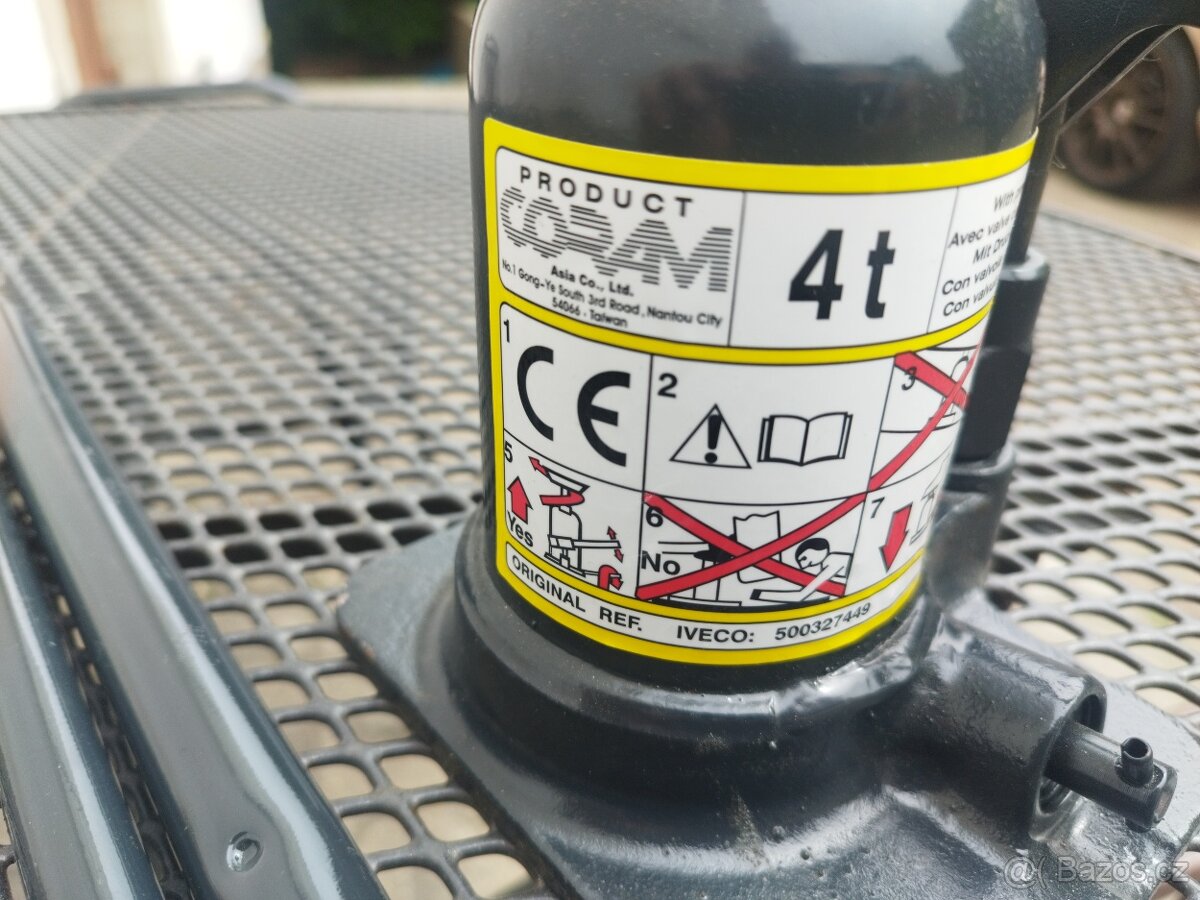 PRODUCT
CORAM
Asia Co., Ltd.
No.1 Gong-Ye South 3rd Road, Nantou City
54066, Taiwan
4t
With
Avec valve
Mit
Con valvola
Con
1
CE
2
3
5
Yes
6
No
7
ORIGINAL REF. IVECO: 500327449
Bazos.cz